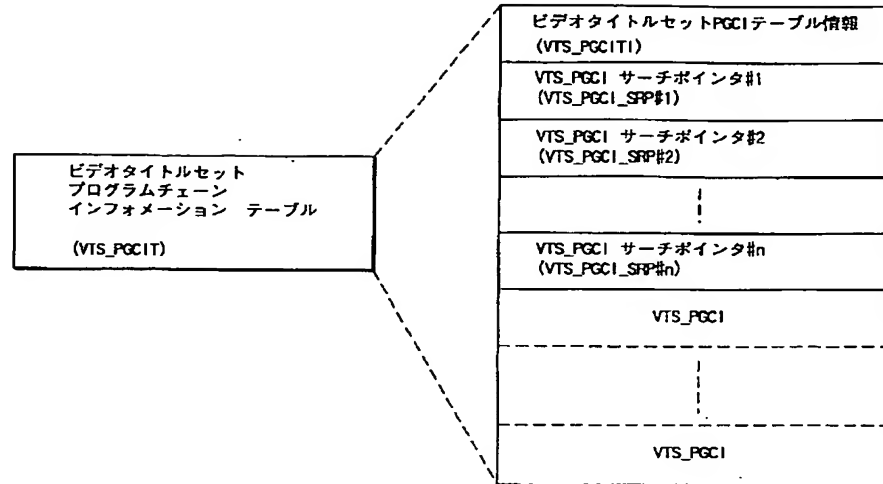 ビデオタイトルセット
プログラムチェーン
インフォメーション テーブル
(VTS_PGCIT)
ビデオタイトルセットPGCIテーブル情報
(VTS_PGCITI)
VTS_PGCI サーチポインタ#1
(VTS_PGCI_SRP#1)
VTS_PGCI サーチポインタ#2
(VTS_PGCI_SRP#2)
VTS_PGCI サーチポインタ#n
(VTS_PGCI_SRP#n)
VTS_PGCI
VTS_PGCI